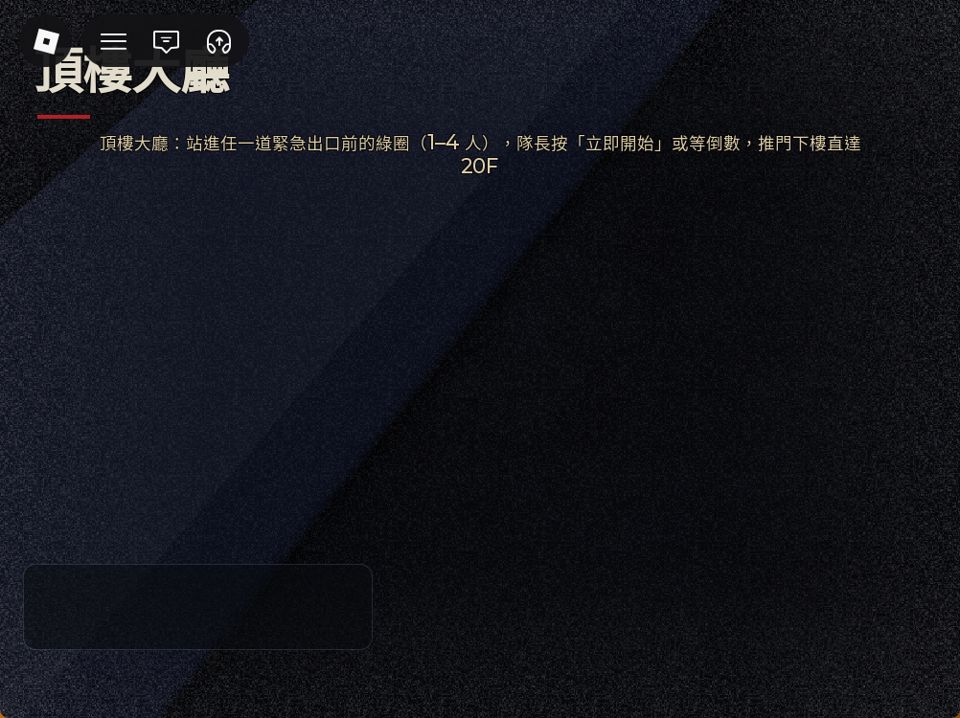 頂樓大廳
頂樓大廳：站進任一道緊急出口前的綠圈（1–4 人），隊長按「立即開始」或等倒數，推門下樓直達
20F